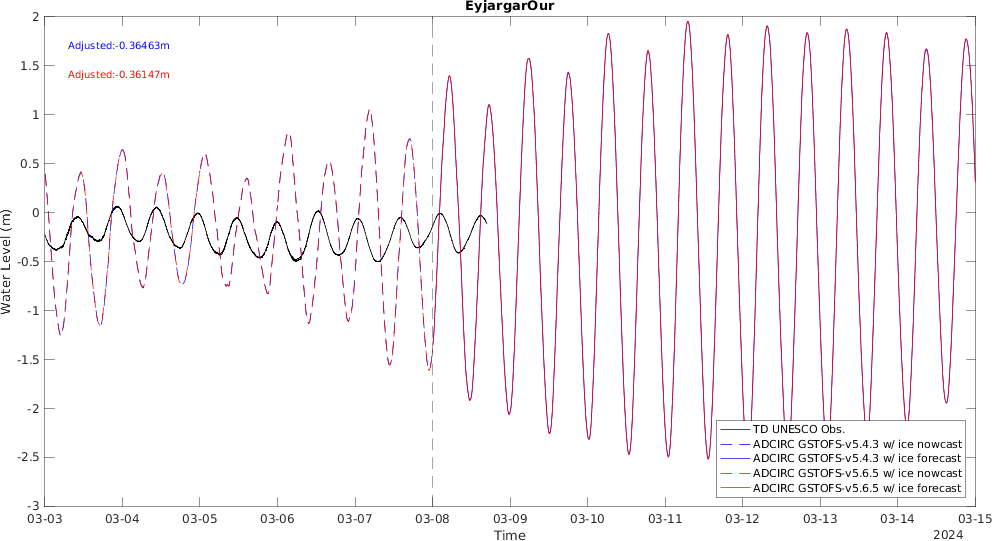 EyjargarOur
Adjusted:-0.36463m
Adjusted:-0.36147m
2
1.5
1
0.5
0
-0.5
-1
-1.5
-2
-2.5
-3
Water Level (m)
TD UNESCO Obs.
ADCIRC GSTOFS-v5.4.3 w/ ice nowcast
ADCIRC GSTOFS-v5.4.3 w/ ice forecast
ADCIRC GSTOFS-v5.6.5 w/ ice nowcast
ADCIRC GSTOFS-v5.6.5 w/ ice forecast
03-03 03-04 03-05 03-06 03-07 03-08 03-09 03-10 03-11 03-12 03-13 03-14 03-15
Time
2024